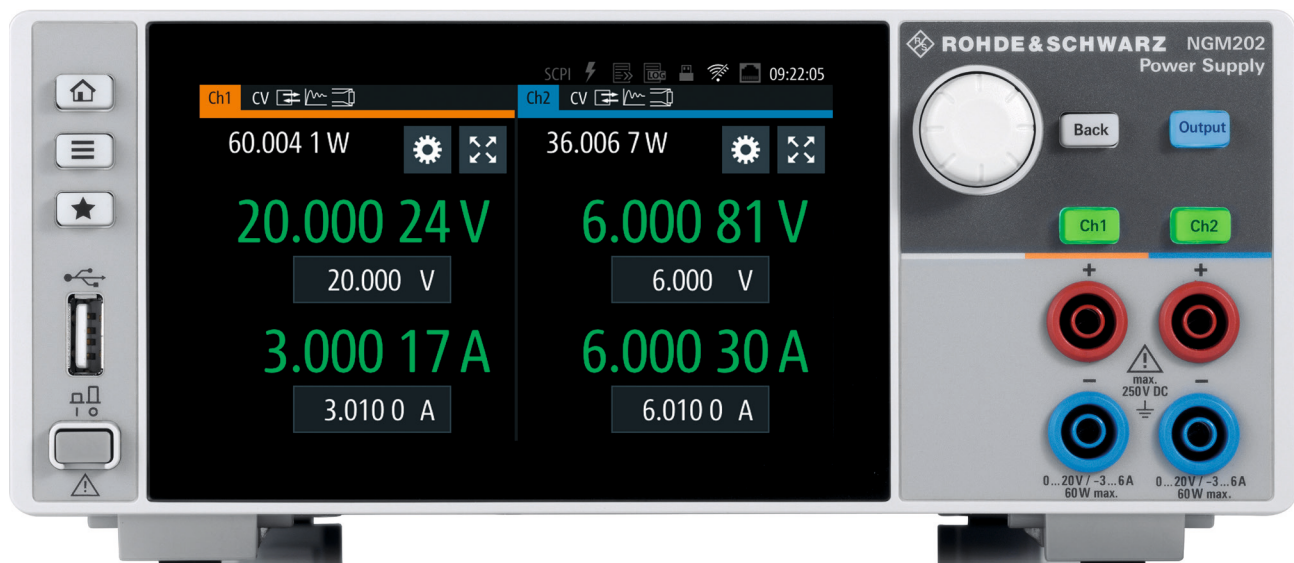 ROHDE & SCHWARZ NGM202
Power Supply
SCPI LOG 09:22:05
Ch1 CV
Ch2 CV
60.004 1 W
36.006 7 W
20.000 24 V
6.000 81 V
20.000 V
6.000 V
3.000 17 A
6.000 30 A
3.010 0 A
6.010 0 A
Back
Output
Ch1
Ch2
+ +
max.
250V DC
- -
0...20V / -3...6A
60W max.
0...20V / -3...6A
60W max.